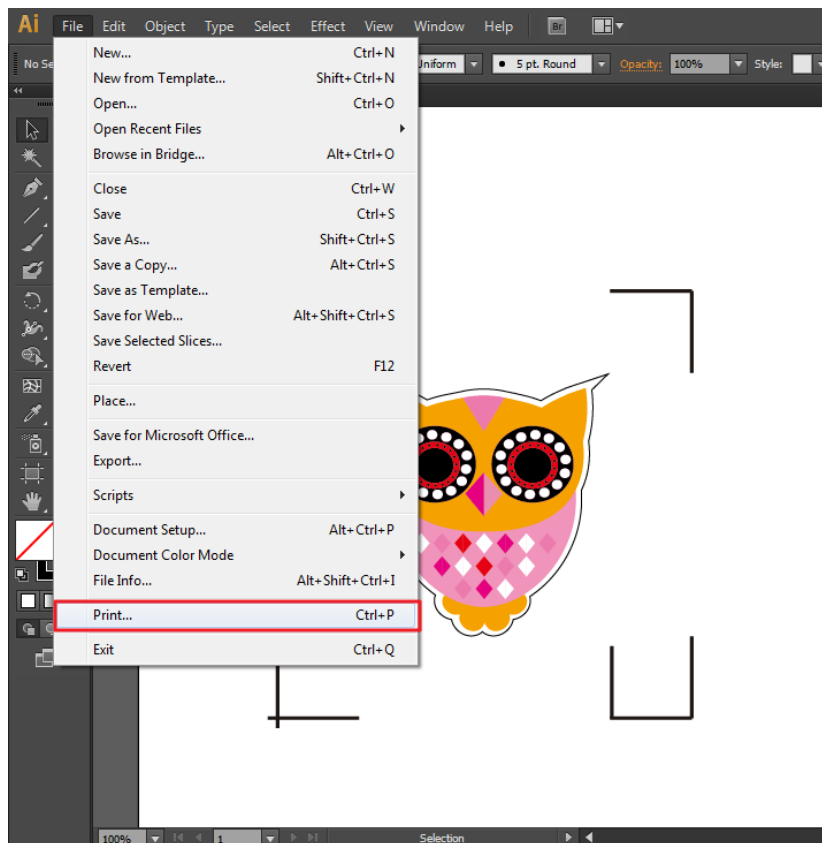 Ai File Edit Object Type Select Effect View Window Help Br
No Se Uniform 5 pt. Round Opacity: 100% Style:
New... Ctrl+N
New from Template... Shift+Ctrl+N
Open... Ctrl+O
Open Recent Files
Browse in Bridge... Alt+Ctrl+O
Close Ctrl+W
Save Ctrl+S
Save As... Shift+Ctrl+S
Save a Copy... Alt+Ctrl+S
Save as Template...
Save for Web... Alt+Shift+Ctrl+S
Save Selected Slices...
Revert F12
Place...
Save for Microsoft Office...
Export...
Scripts
Document Setup... Alt+Ctrl+P
Document Color Mode
File Info... Alt+Shift+Ctrl+I
Print... Ctrl+P
Exit Ctrl+Q
100% 1 Selection